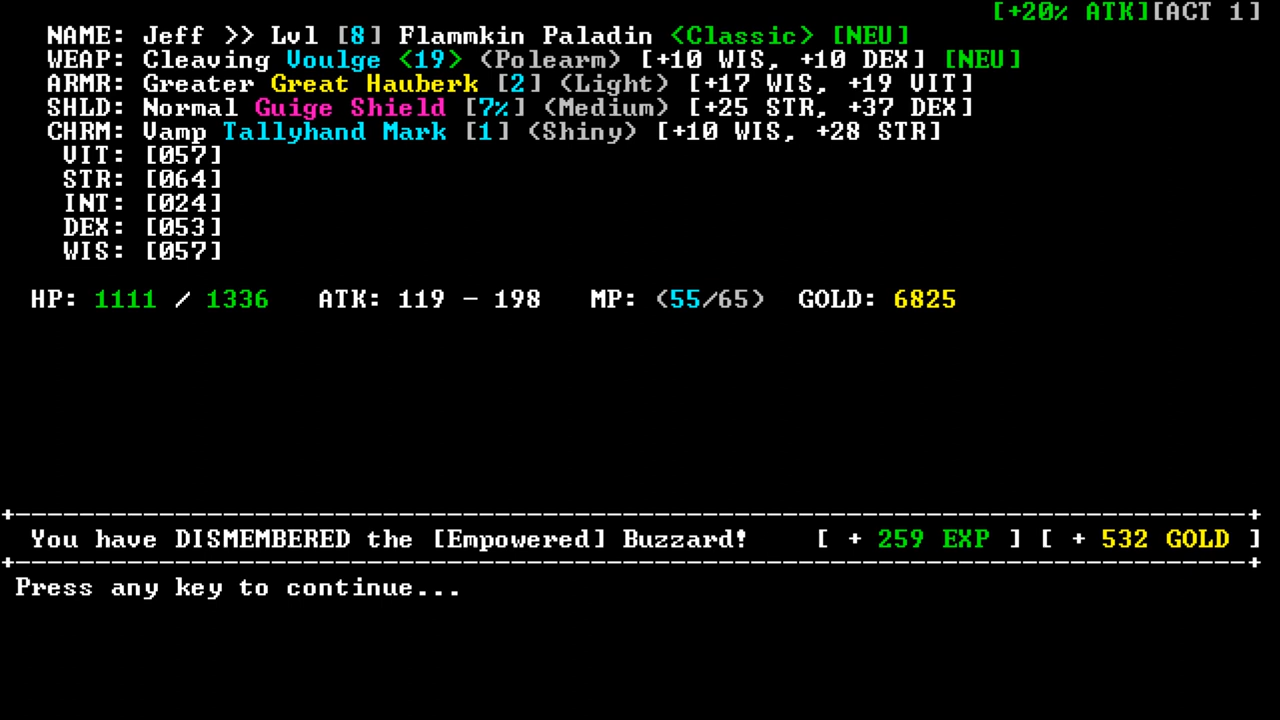 [+20% ATK][ACT 1]
NAME: Jeff >> Lvl [8] Flammkin Paladin <Classic> [NEU]
WEAP: Cleaving Voulge <19> (Polearm) [+10 WIS, +10 DEX] [NEU]
ARMR: Greater Great Hauberk [2] (Light) [+17 WIS, +19 VIT]
SHLD: Normal Guige Shield [7%] (Medium) [+25 STR, +37 DEX]
CHRM: Vamp Tallyhand Mark [1] (Shiny) [+10 WIS, +28 STR]
VIT: [057]
STR: [064]
INT: [024]
DEX: [053]
WIS: [057]
HP: 1111 / 1336 ATK: 119 - 198 MP: (55/65) GOLD: 6825
You have DISMEMBERED the [Empowered] Buzzard! [ + 259 EXP ] [ + 532 GOLD ]
Press any key to continue...